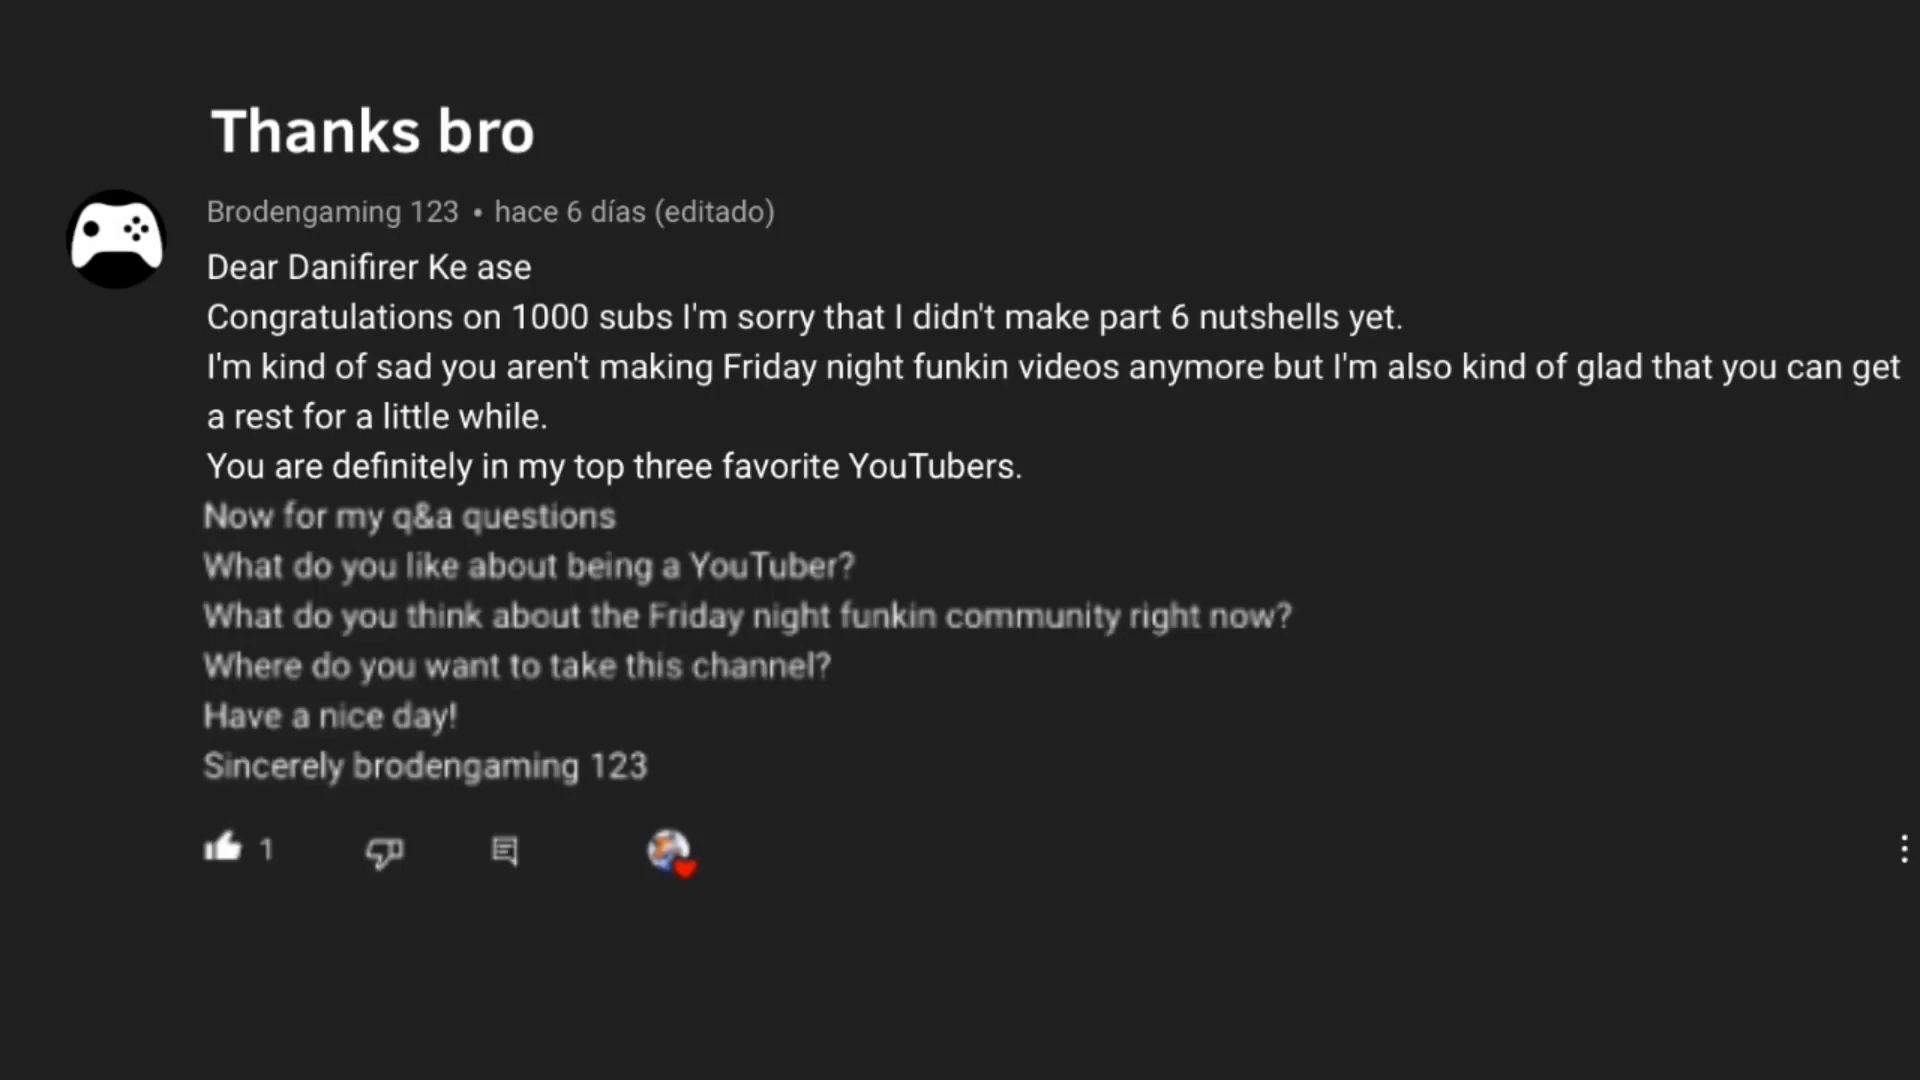 Thanks bro
Brodengaming 123 • hace 6 días (editado)
Dear Danifirer Ke ase
Congratulations on 1000 subs I'm sorry that I didn't make part 6 nutshells yet.
I'm kind of sad you aren't making Friday night funkin videos anymore but I'm also kind of glad that you can get
a rest for a little while.
You are definitely in my top three favorite YouTubers.
Now for my q&a questions
What do you like about being a YouTuber?
What do you think about the Friday night funkin community right now?
Where do you want to take this channel?
Have a nice day!
Sincerely brodengaming 123
1